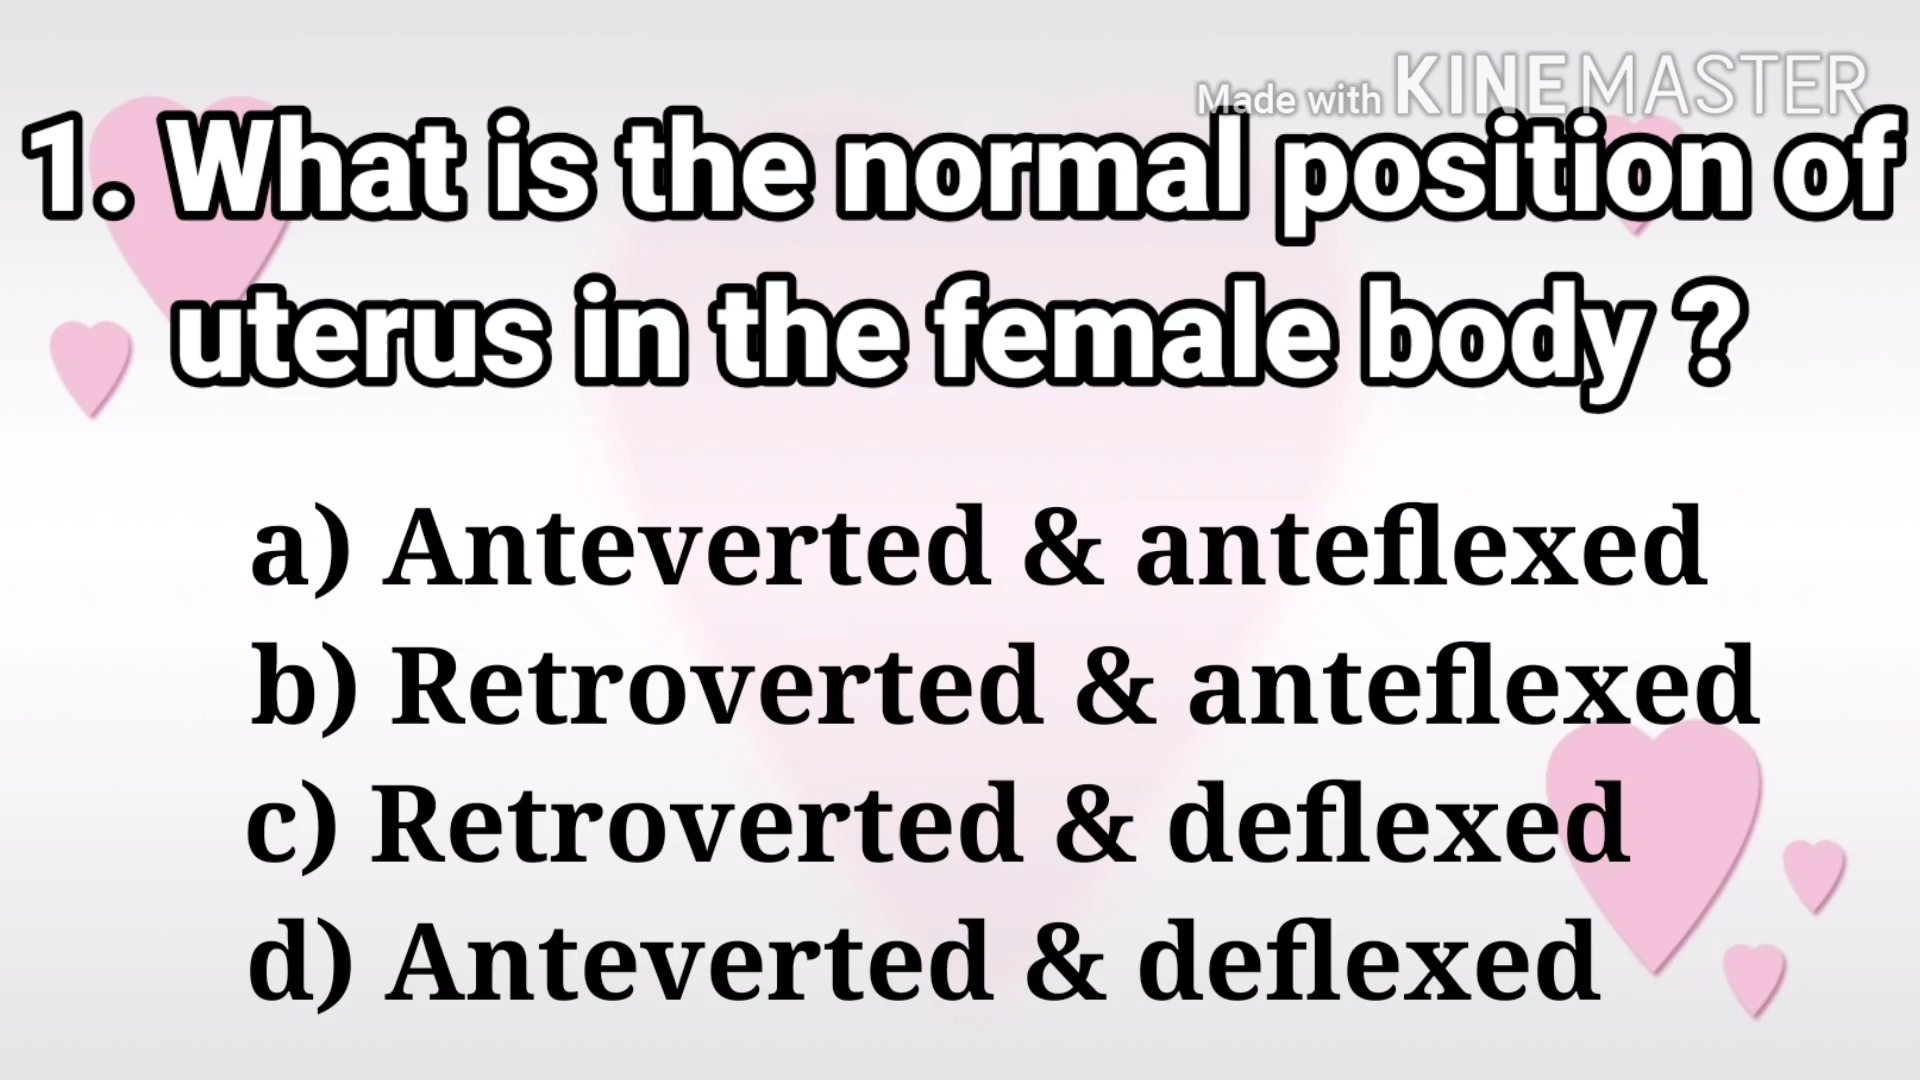 Made with KINEMASTER
1. What is the normal position of
uterus in the female body ?
a) Anteverted & anteflexed
b) Retroverted & anteflexed
c) Retroverted & deflexed
d) Anteverted & deflexed